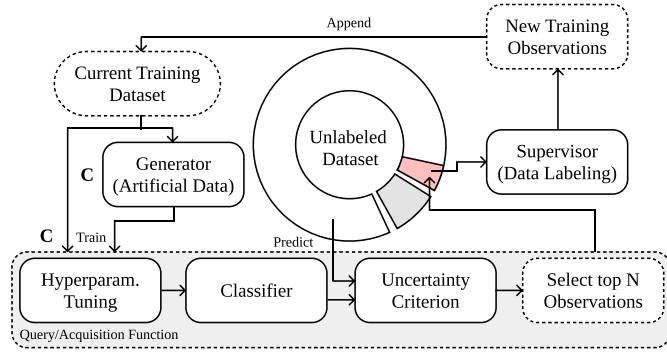 Append
New Training
Observations
Current Training
Dataset
Unlabeled
Dataset
C
Generator
(Artificial Data)
Supervisor
(Data Labeling)
C
Train
Predict
Hyperparam.
Tuning
Classifier
Uncertainty
Criterion
Select top N
Observations
Query/Acquisition Function